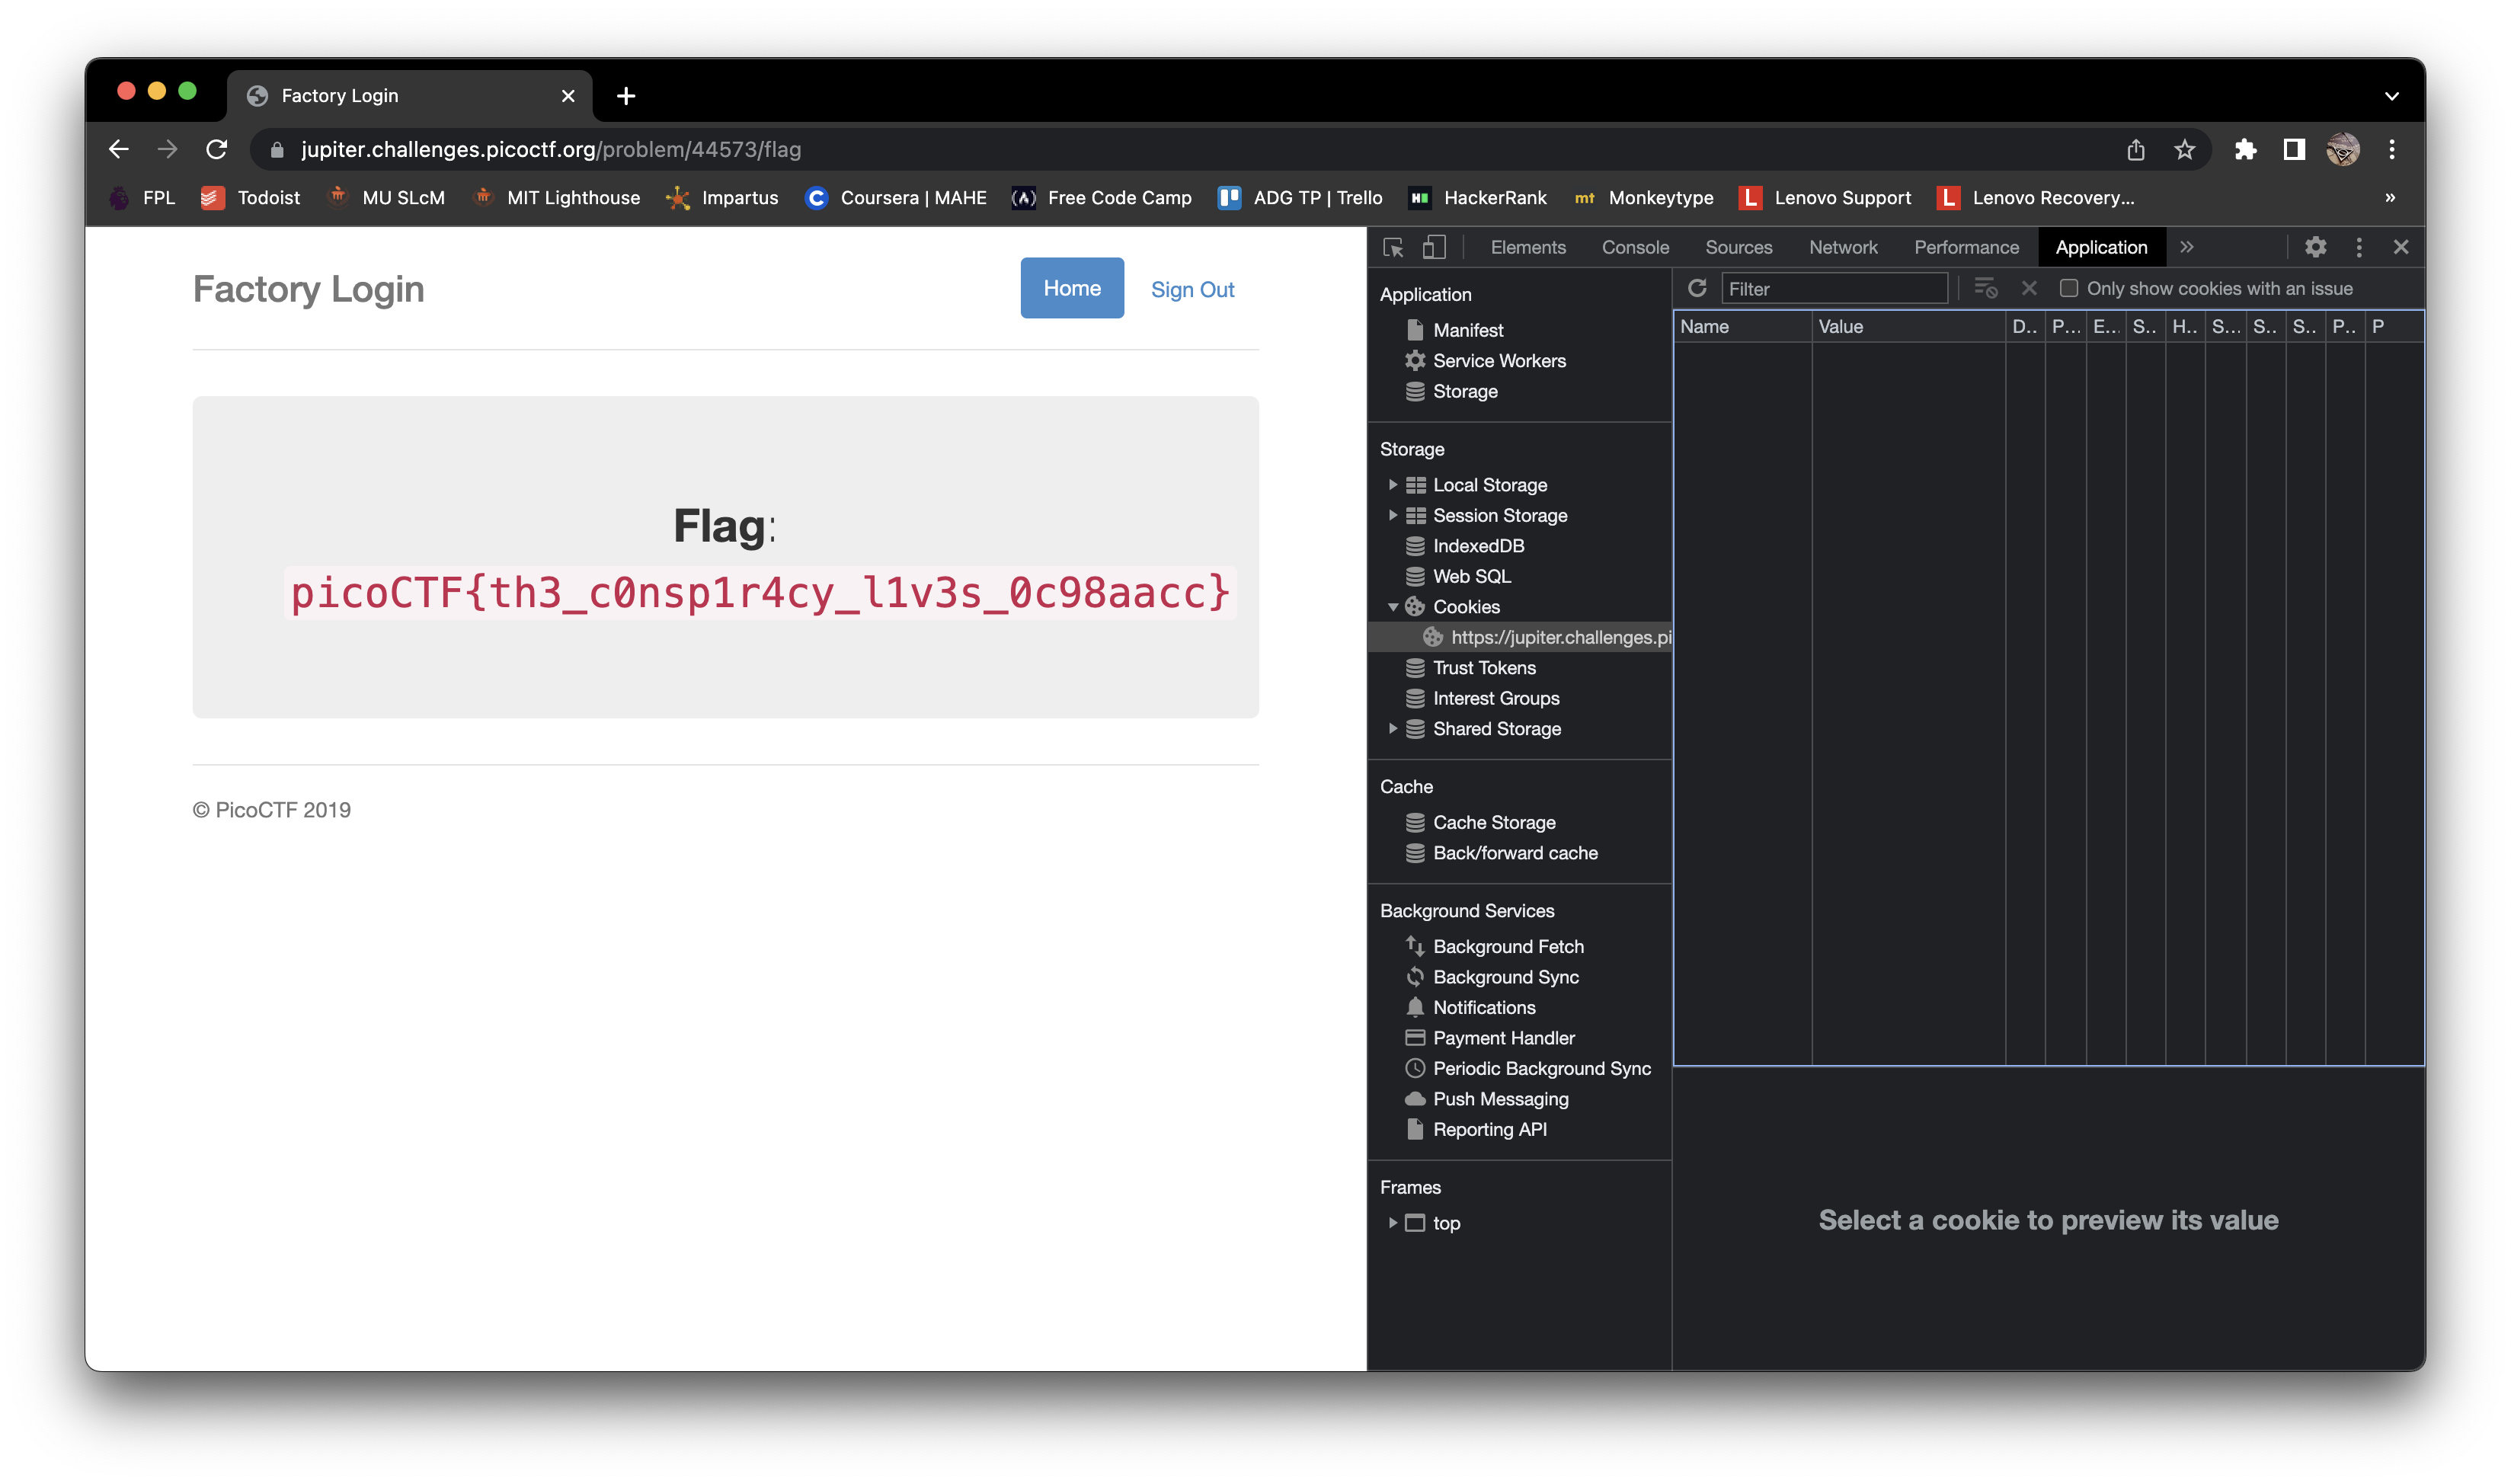 Factory Login
jupiter.challenges.picoctf.org/problem/44573/flag
FPL Todoist MU SLcM MIT Lighthouse Impartus Coursera | MAHE Free Code Camp ADG TP | Trello HackerRank mt Monkeytype L Lenovo Support L Lenovo Recovery... »
Factory Login Home Sign Out
Flag:
picoCTF{th3_c0nsp1r4cy_l1v3s_0c98aacc}
© PicoCTF 2019
Elements Console Sources Network Performance Application »
Filter Only show cookies with an issue
Name Value D.. P... E... S.. H.. S... S.. S.. P.. P
Application
Manifest
Service Workers
Storage
Storage
Local Storage
Session Storage
IndexedDB
Web SQL
Cookies
https://jupiter.challenges.pi
Trust Tokens
Interest Groups
Shared Storage
Cache
Cache Storage
Back/forward cache
Background Services
Background Fetch
Background Sync
Notifications
Payment Handler
Periodic Background Sync
Push Messaging
Reporting API
Frames
top
Select a cookie to preview its value